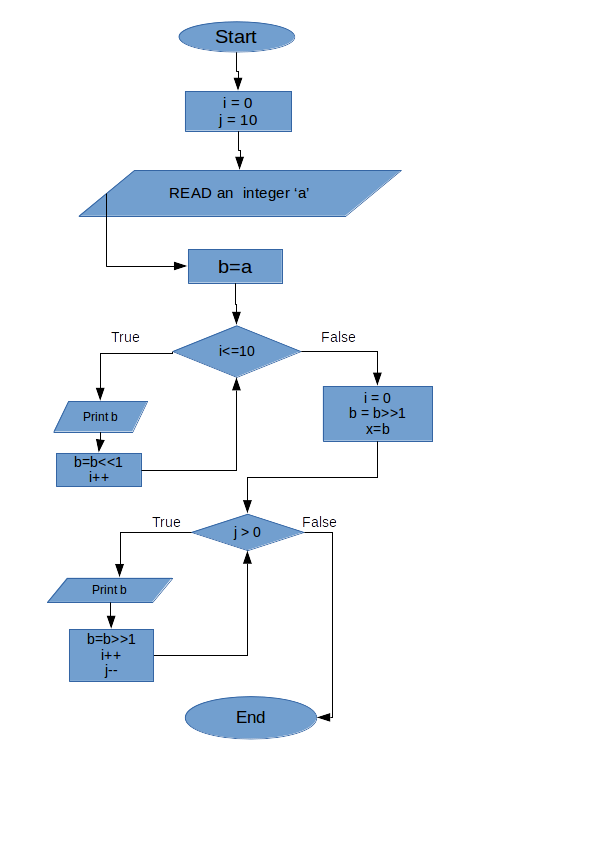 Start
i = 0
j = 10
READ an  integer ‘a’
b=a
True
False
i<=10
Print b
i = 0
b = b>>1
x=b
b=b<<1
i++
True
False
j > 0
Print b
b=b>>1
i++
j--
End